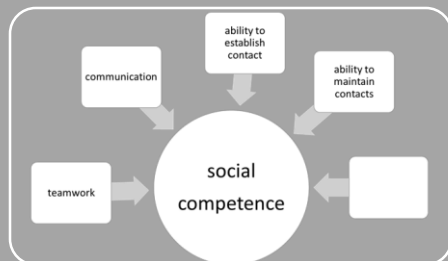 ability to
establish
contact
communication
ability to
maintain
contacts
teamwork
social
competence